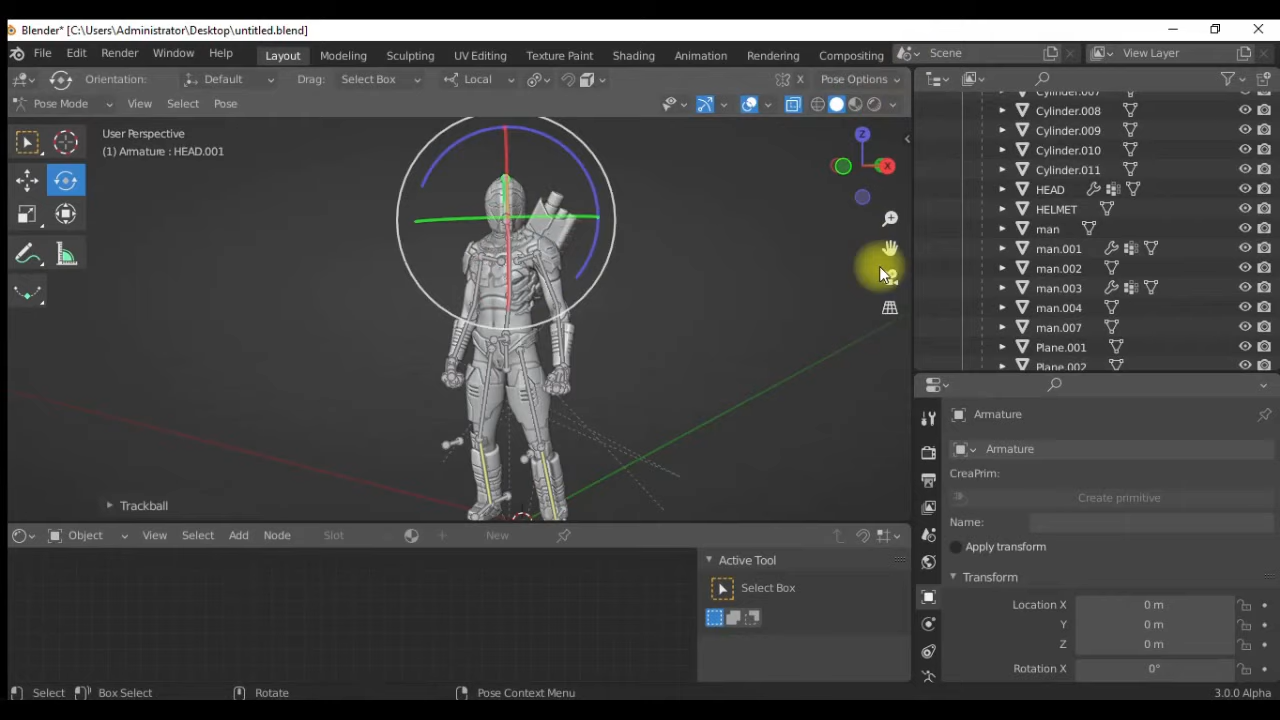 Blender* [C:\Users\Administrator\Desktop\untitled.blend]
File Edit Render Window Help Layout Modeling Sculpting UV Editing Texture Paint Shading Animation Rendering Compositing Scene View Layer
Orientation: Default Drag: Select Box Local X Pose Options
Pose Mode View Select Pose
User Perspective
(1) Armature : HEAD.001
Z
X
Trackball
Cylinder.007
Cylinder.008
Cylinder.009
Cylinder.010
Cylinder.011
HEAD
HELMET
man
man.001
man.002
man.003
man.004
man.007
Plane.001
Plane.002
Armature
Armature
CreaPrim:
Create primitive
Name:
Apply transform
Transform
Location X 0 m
Y 0 m
Z 0 m
Rotation X 0°
Object View Select Add Node Slot New
Active Tool
Select Box
Select Box Select Rotate Pose Context Menu 3.0.0 Alpha